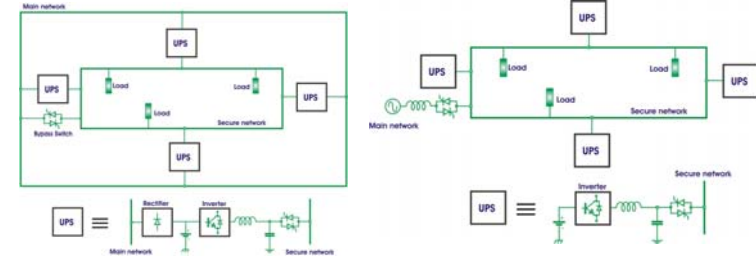 Main network
UPS
UPS
Load
Load
UPS
Load
Bypass Switch
Secure network
UPS
UPS
Rectifier
Inverter
Main network
Secure network
UPS
UPS
Load
Load
UPS
Load
Secure network
Main network
UPS
Secure network
UPS
Inverter